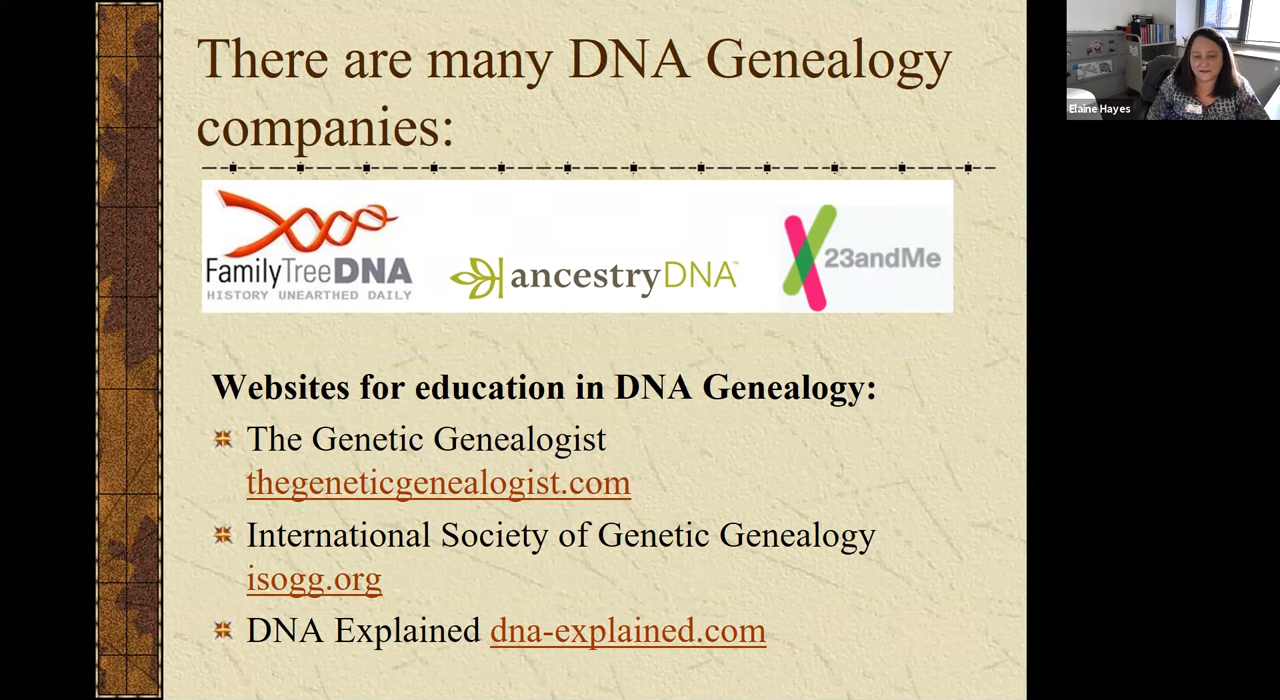 There are many DNA Genealogy
companies:
FamilyTreeDNA
HISTORY UNEARTHED DAILY
ancestryDNA™
23andMe
Websites for education in DNA Genealogy:
The Genetic Genealogist
thegeneticgenealogist.com
International Society of Genetic Genealogy
isogg.org
DNA Explained dna-explained.com
Elaine Hayes